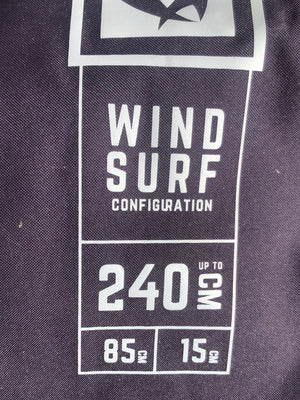 WIND
SURF
CONFIGURATION
240 UP TO CM
85 CM 15 CM